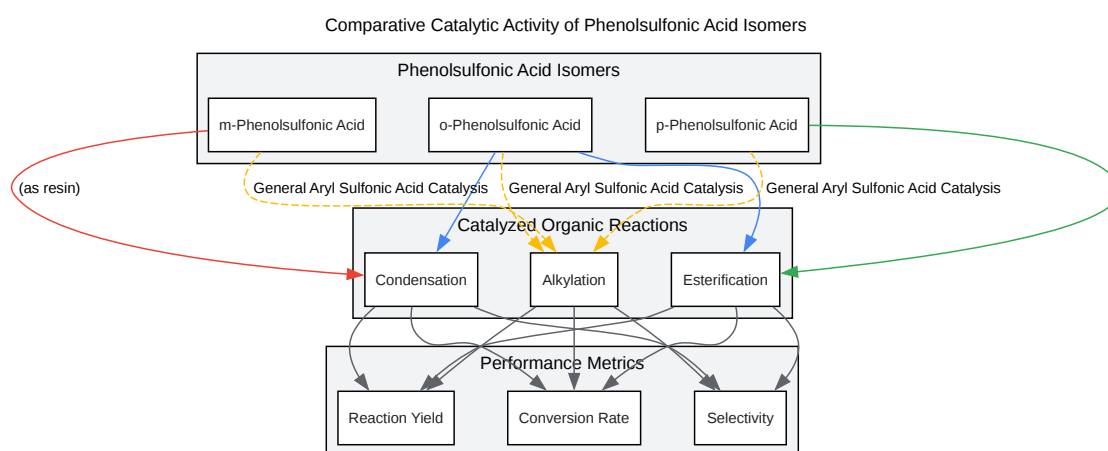 Comparative Catalytic Activity of Phenolsulfonic Acid Isomers
Phenolsulfonic Acid Isomers
m-Phenolsulfonic Acid
o-Phenolsulfonic Acid
p-Phenolsulfonic Acid
(as resin)
General Aryl Sulfonic Acid Catalysis
General Aryl Sulfonic Acid Catalysis
General Aryl Sulfonic Acid Catalysis
Catalyzed Organic Reactions
Condensation
Alkylation
Esterification
Performance Metrics
Reaction Yield
Conversion Rate
Selectivity